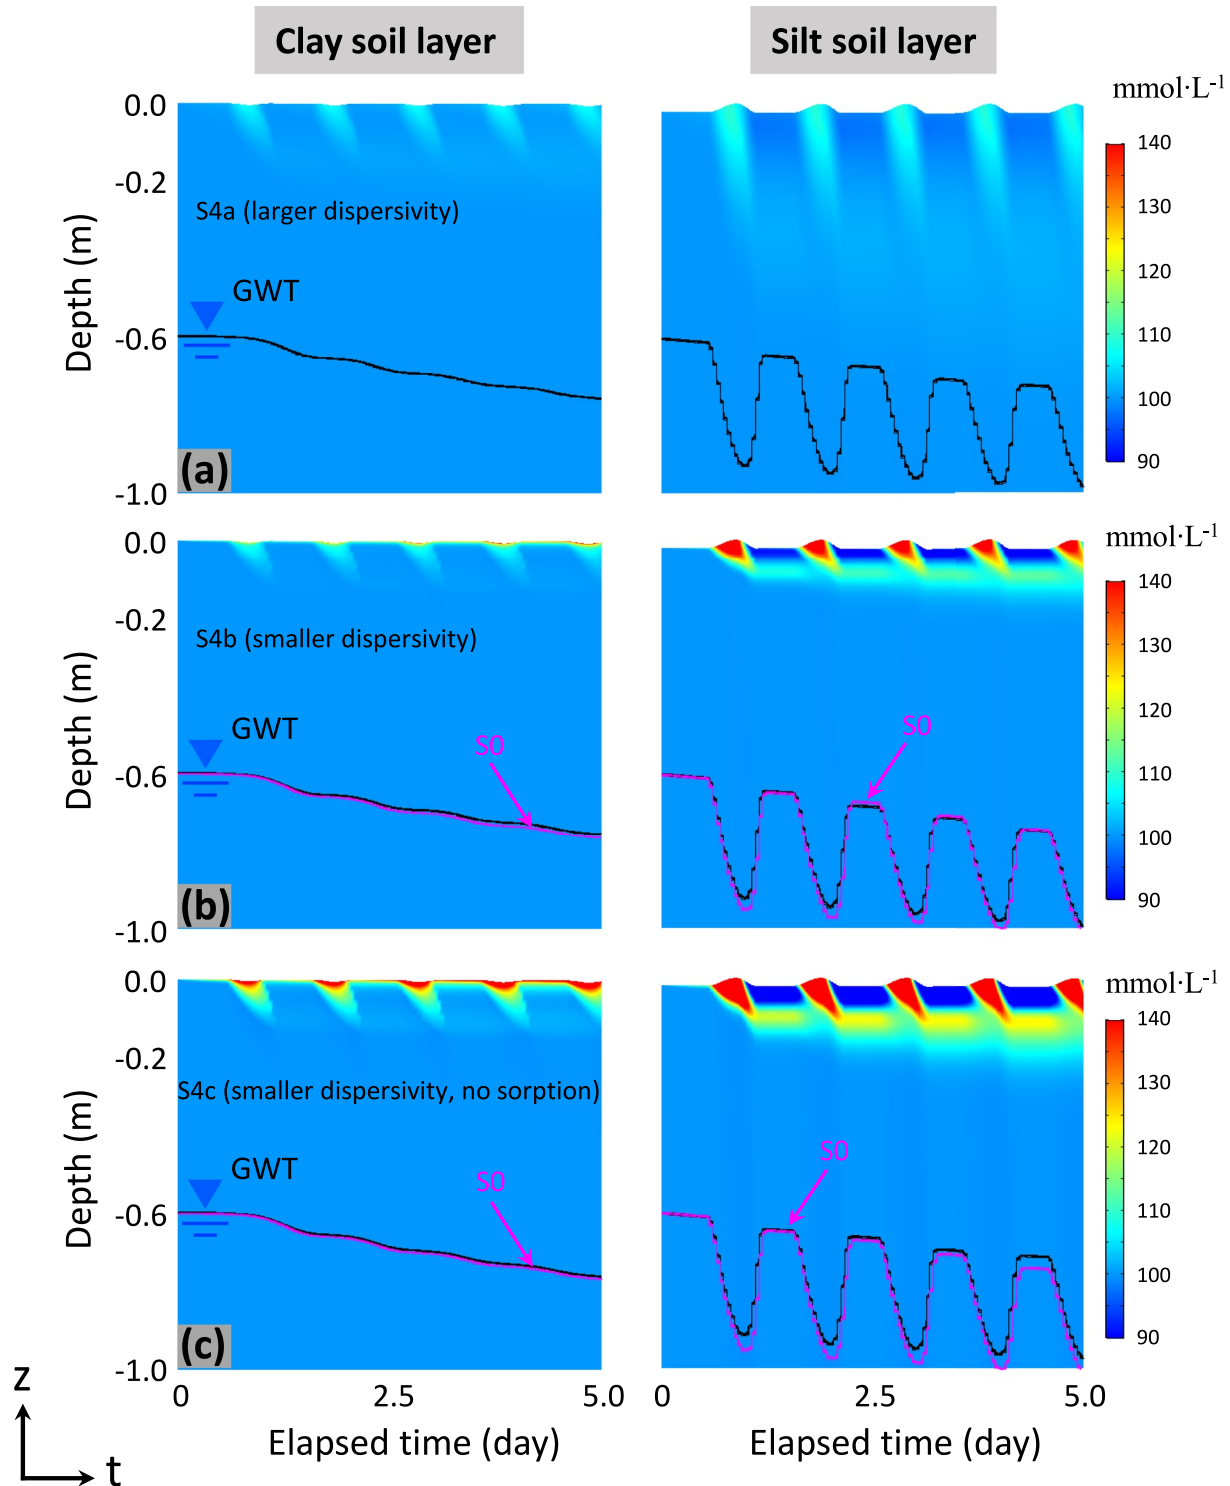 Clay soil layer
Silt soil layer
mmol·L⁻¹
0.0
-0.2
-0.6
-1.0
Depth (m)
S4a (larger dispersivity)
GWT
(a)
140
130
120
110
100
90
mmol·L⁻¹
0.0
-0.2
-0.6
-1.0
Depth (m)
S4b (smaller dispersivity)
GWT
S0
(b)
S0
140
130
120
110
100
90
mmol·L⁻¹
0.0
-0.2
-0.6
-1.0
Depth (m)
S4c (smaller dispersivity, no sorption)
GWT
S0
(c)
S0
140
130
120
110
100
90
0
2.5
5.0
0
2.5
5.0
Elapsed time (day)
Elapsed time (day)
z
t